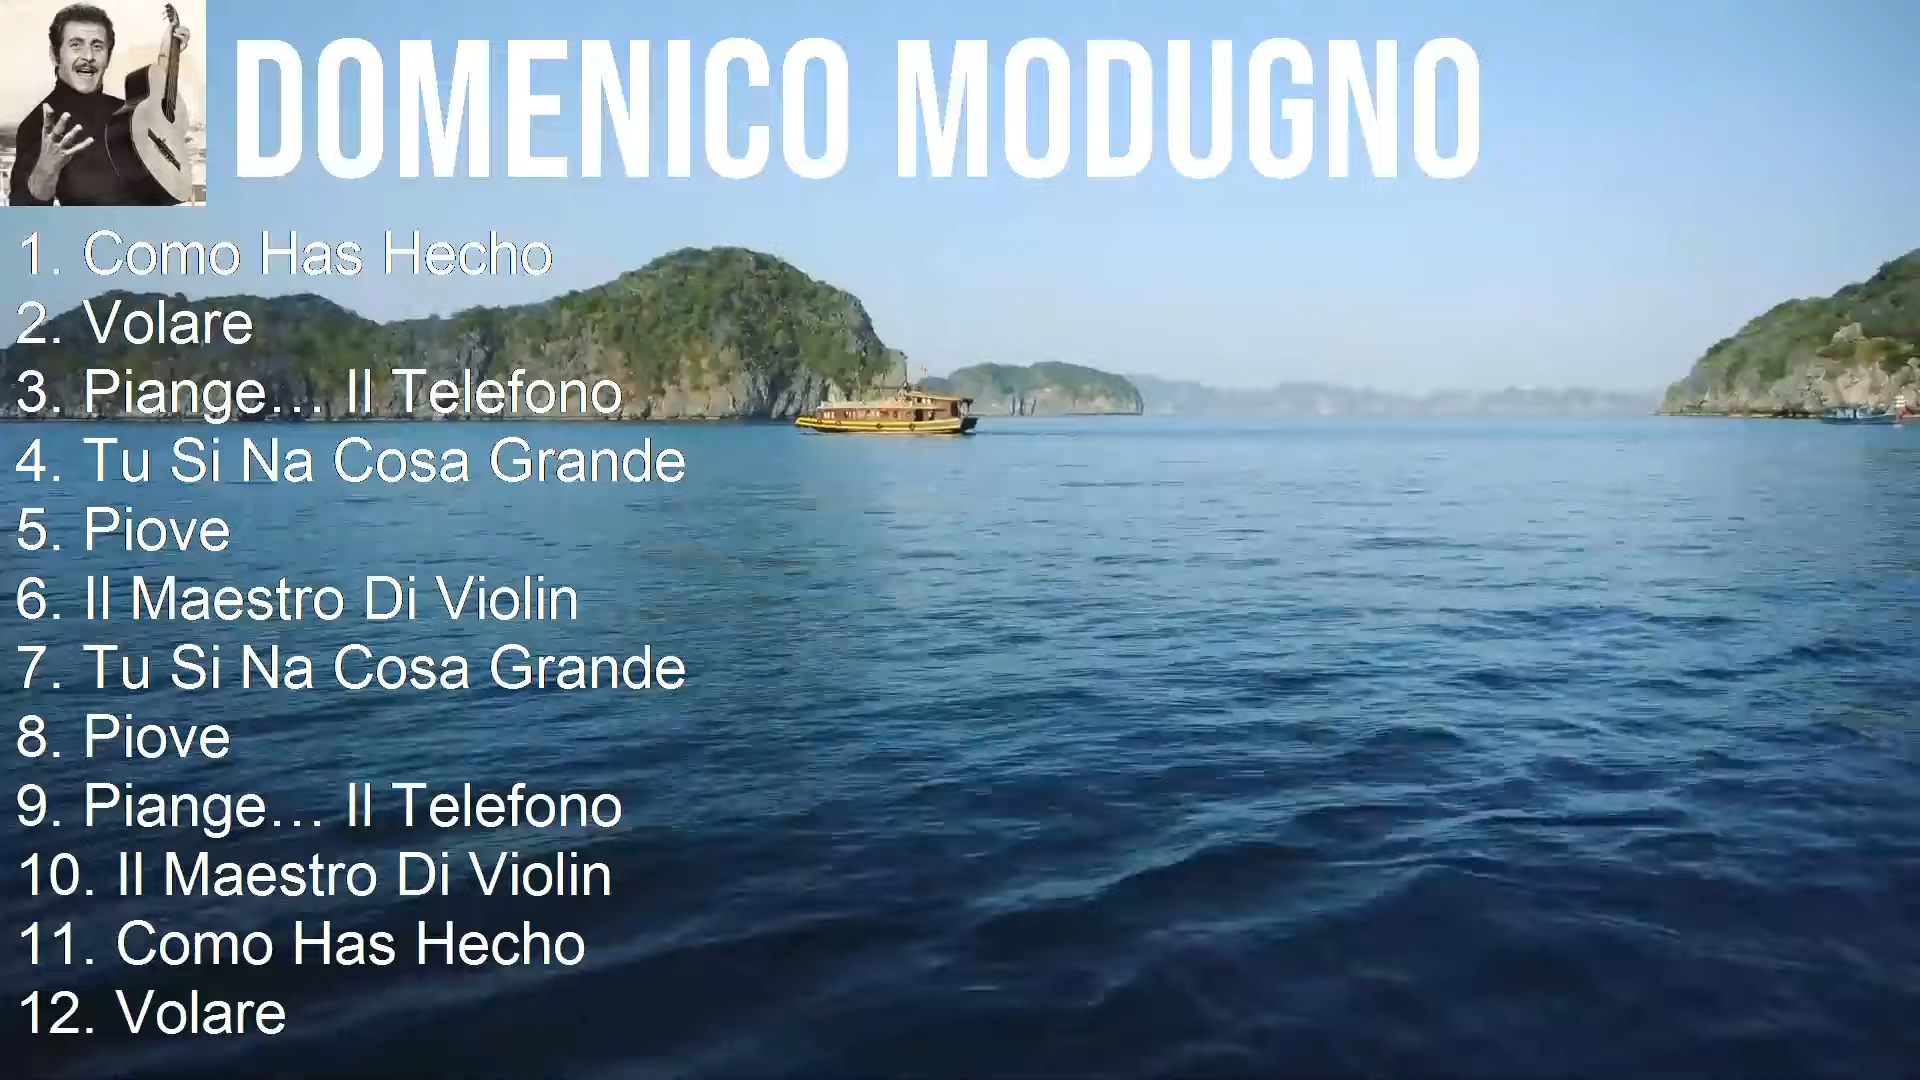 DOMENICO MODUGNO
1. Como Has Hecho
2. Volare
3. Piange… Il Telefono
4. Tu Si Na Cosa Grande
5. Piove
6. Il Maestro Di Violin
7. Tu Si Na Cosa Grande
8. Piove
9. Piange… Il Telefono
10. Il Maestro Di Violin
11. Como Has Hecho
12. Volare